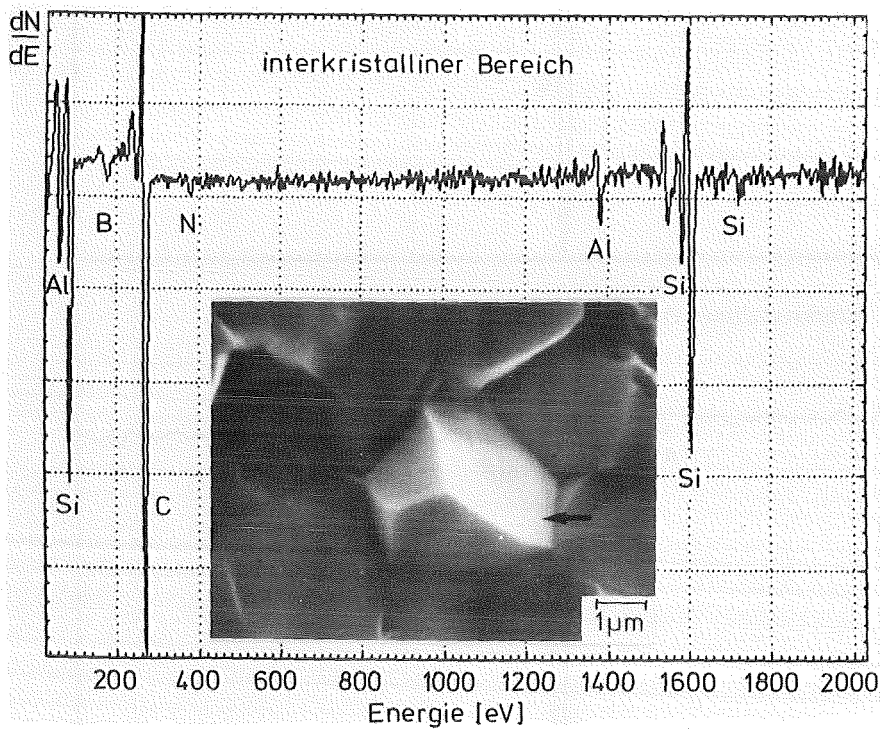 dN
dE
interkristalliner Bereich
B
N
Al
Si
Al
Si
Si
C
Si
1µm
200 400 600 800 1000 1200 1400 1600 1800 2000
Energie [eV]